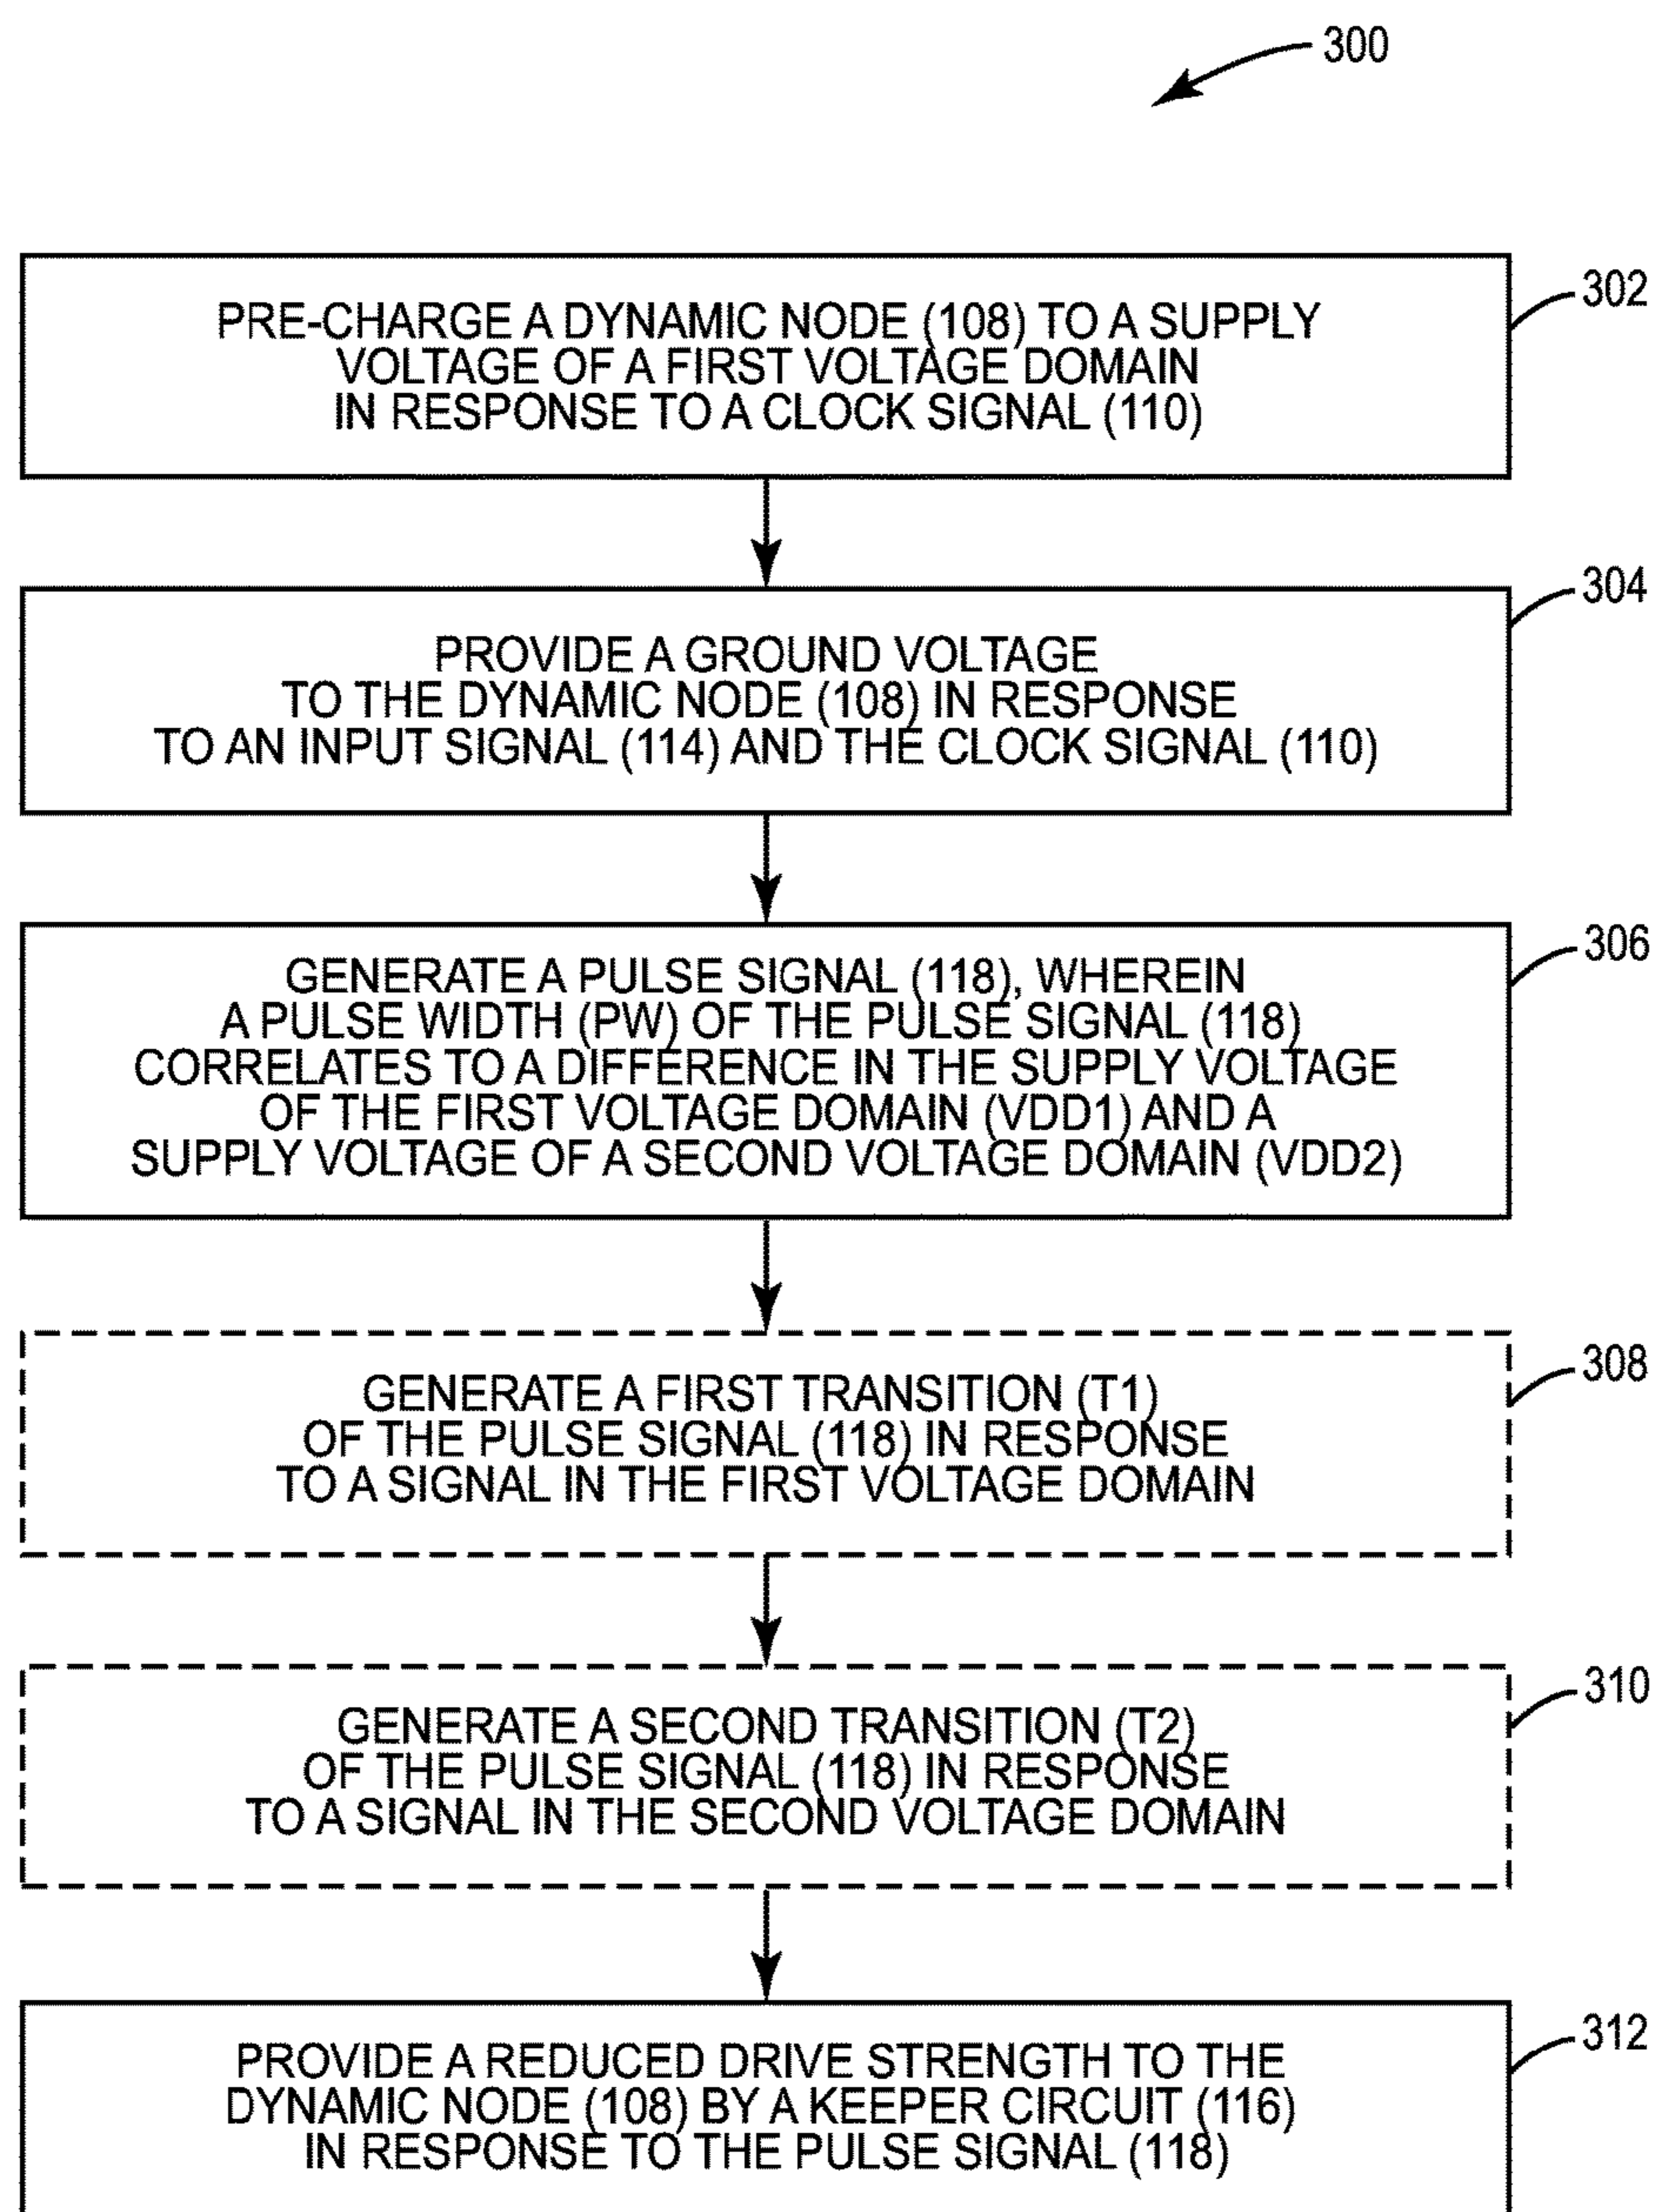 300
302
PRE-CHARGE A DYNAMIC NODE (108) TO A SUPPLY
VOLTAGE OF A FIRST VOLTAGE DOMAIN
IN RESPONSE TO A CLOCK SIGNAL (110)
304
PROVIDE A GROUND VOLTAGE
TO THE DYNAMIC NODE (108) IN RESPONSE
TO AN INPUT SIGNAL (114) AND THE CLOCK SIGNAL (110)
306
GENERATE A PULSE SIGNAL (118), WHEREIN
A PULSE WIDTH (PW) OF THE PULSE SIGNAL (118)
CORRELATES TO A DIFFERENCE IN THE SUPPLY VOLTAGE
OF THE FIRST VOLTAGE DOMAIN (VDD1) AND A
SUPPLY VOLTAGE OF A SECOND VOLTAGE DOMAIN (VDD2)
308
GENERATE A FIRST TRANSITION (T1)
OF THE PULSE SIGNAL (118) IN RESPONSE
TO A SIGNAL IN THE FIRST VOLTAGE DOMAIN
310
GENERATE A SECOND TRANSITION (T2)
OF THE PULSE SIGNAL (118) IN RESPONSE
TO A SIGNAL IN THE SECOND VOLTAGE DOMAIN
312
PROVIDE A REDUCED DRIVE STRENGTH TO THE
DYNAMIC NODE (108) BY A KEEPER CIRCUIT (116)
IN RESPONSE TO THE PULSE SIGNAL (118)